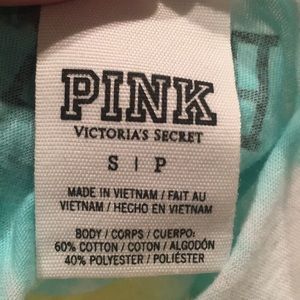 PINK
VICTORIA'S SECRET
S | P
MADE IN VIETNAM / FAIT AU
VIETNAM / HECHO EN VIETNAM
BODY / CORPS / CUERPO:
60% COTTON / COTON / ALGODÓN
40% POLYESTER / POLIÉSTER